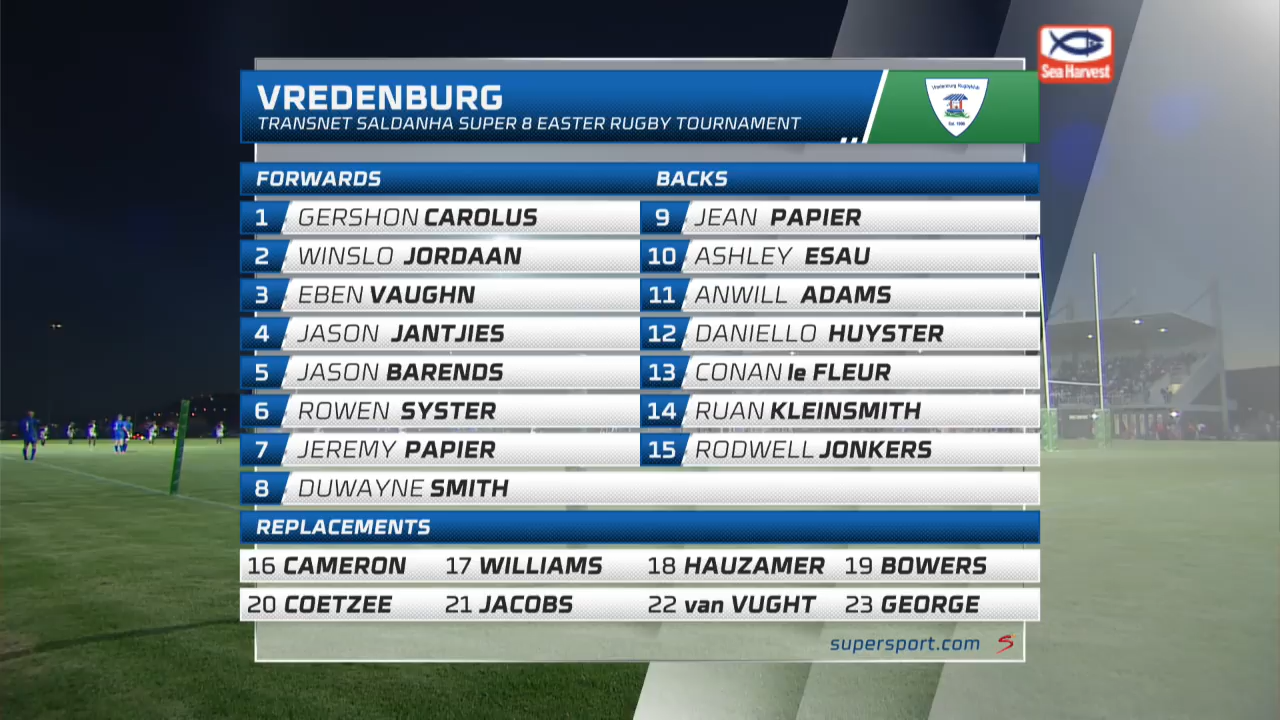 Sea Harvest
VREDENBURG
TRANSNET SALDANHA SUPER 8 EASTER RUGBY TOURNAMENT
Vredenburg Rugbyklub
FORWARDS
BACKS
1 GERSHON CAROLUS
9 JEAN PAPIER
2 WINSLO JORDAAN
10 ASHLEY ESAU
3 EBEN VAUGHN
11 ANWILL ADAMS
4 JASON JANTJIES
12 DANIELLO HUYSTER
5 JASON BARENDS
13 CONAN le FLEUR
6 ROWEN SYSTER
14 RUAN KLEINSMITH
7 JEREMY PAPIER
15 RODWELL JONKERS
8 DUWAYNE SMITH
REPLACEMENTS
16 CAMERON 17 WILLIAMS 18 HAUZAMER 19 BOWERS
20 COETZEE 21 JACOBS 22 van VUGHT 23 GEORGE
supersport.com